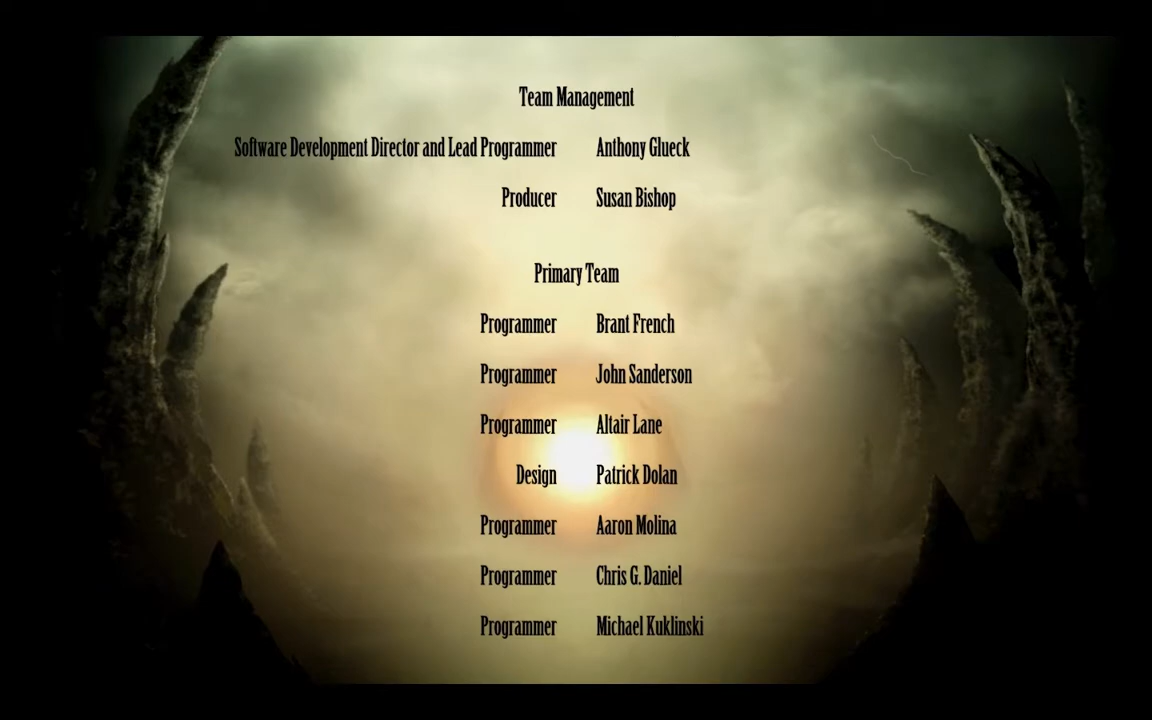 Team Management
Software Development Director and Lead Programmer Anthony Glueck
Producer Susan Bishop
Primary Team
Programmer Brant French
Programmer John Sanderson
Programmer Altair Lane
Design Patrick Dolan
Programmer Aaron Molina
Programmer Chris G. Daniel
Programmer Michael Kuklinski